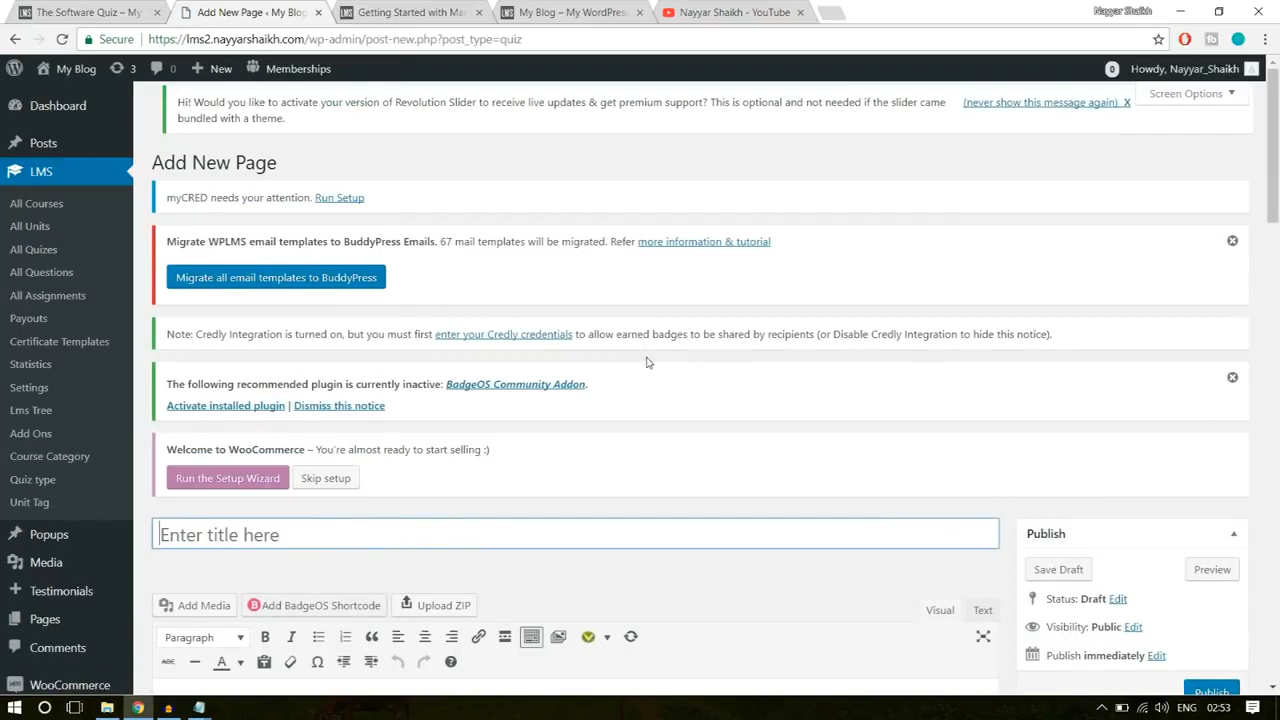 The Software Quiz – My
Add New Page ‹ My Blog
Getting Started with Mar
My Blog – My WordPress
Nayyar Shaikh - YouTube
Nayyar Shaikh
Secure
https://lms2.nayyarshaikh.com/wp-admin/post-new.php?post_type=quiz
My Blog 3 0 New Memberships 0 Howdy, Nayyar_Shaikh
Dashboard
Posts
LMS
All Courses
All Units
All Quizes
All Questions
All Assignments
Payouts
Certificate Templates
Statistics
Settings
Lms Tree
Add Ons
Course Category
Quiz type
Unit Tag
Popups
Media
Testimonials
Pages
Comments
WooCommerce
Hi! Would you like to activate your version of Revolution Slider to receive live updates & get premium support? This is optional and not needed if the slider came
bundled with a theme.
(never show this message again) X
Screen Options
Add New Page
myCRED needs your attention. Run Setup
Migrate WPLMS email templates to BuddyPress Emails. 67 mail templates will be migrated. Refer more information & tutorial
Migrate all email templates to BuddyPress
Note: Credly Integration is turned on, but you must first enter your Credly credentials to allow earned badges to be shared by recipients (or Disable Credly Integration to hide this notice).
The following recommended plugin is currently inactive: BadgeOS Community Addon.
Activate installed plugin | Dismiss this notice
Welcome to WooCommerce – You're almost ready to start selling :)
Run the Setup Wizard Skip setup
Enter title here
Add Media Add BadgeOS Shortcode Upload ZIP
Visual Text
Paragraph
Publish
Save Draft Preview
Status: Draft Edit
Visibility: Public Edit
Publish immediately Edit
Publish
ENG 02:53